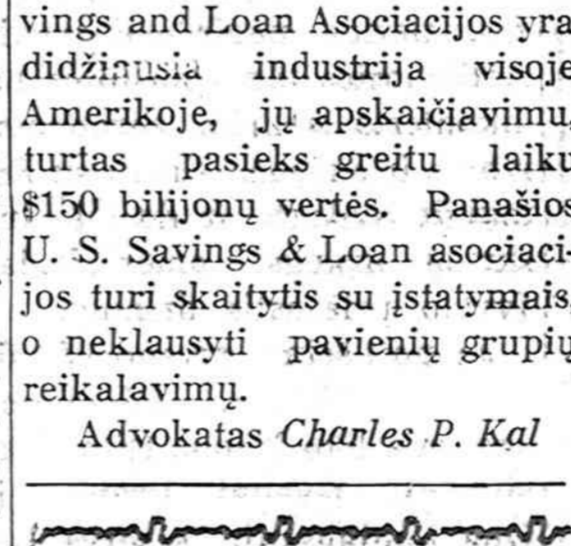 vings and Loan Asociacijos yra
didžiausia industrija visoje
Amerikoje, jų apskaičiavimu,
turtas pasieks greitu laiku
$150 bilijonų vertės. Panašios
U. S. Savings & Loan asociaci-
jos turi skaitytis su įstatymais,
o neklausyti pavienių grupių
reikalavimų.
Advokatas Charles P. Kal